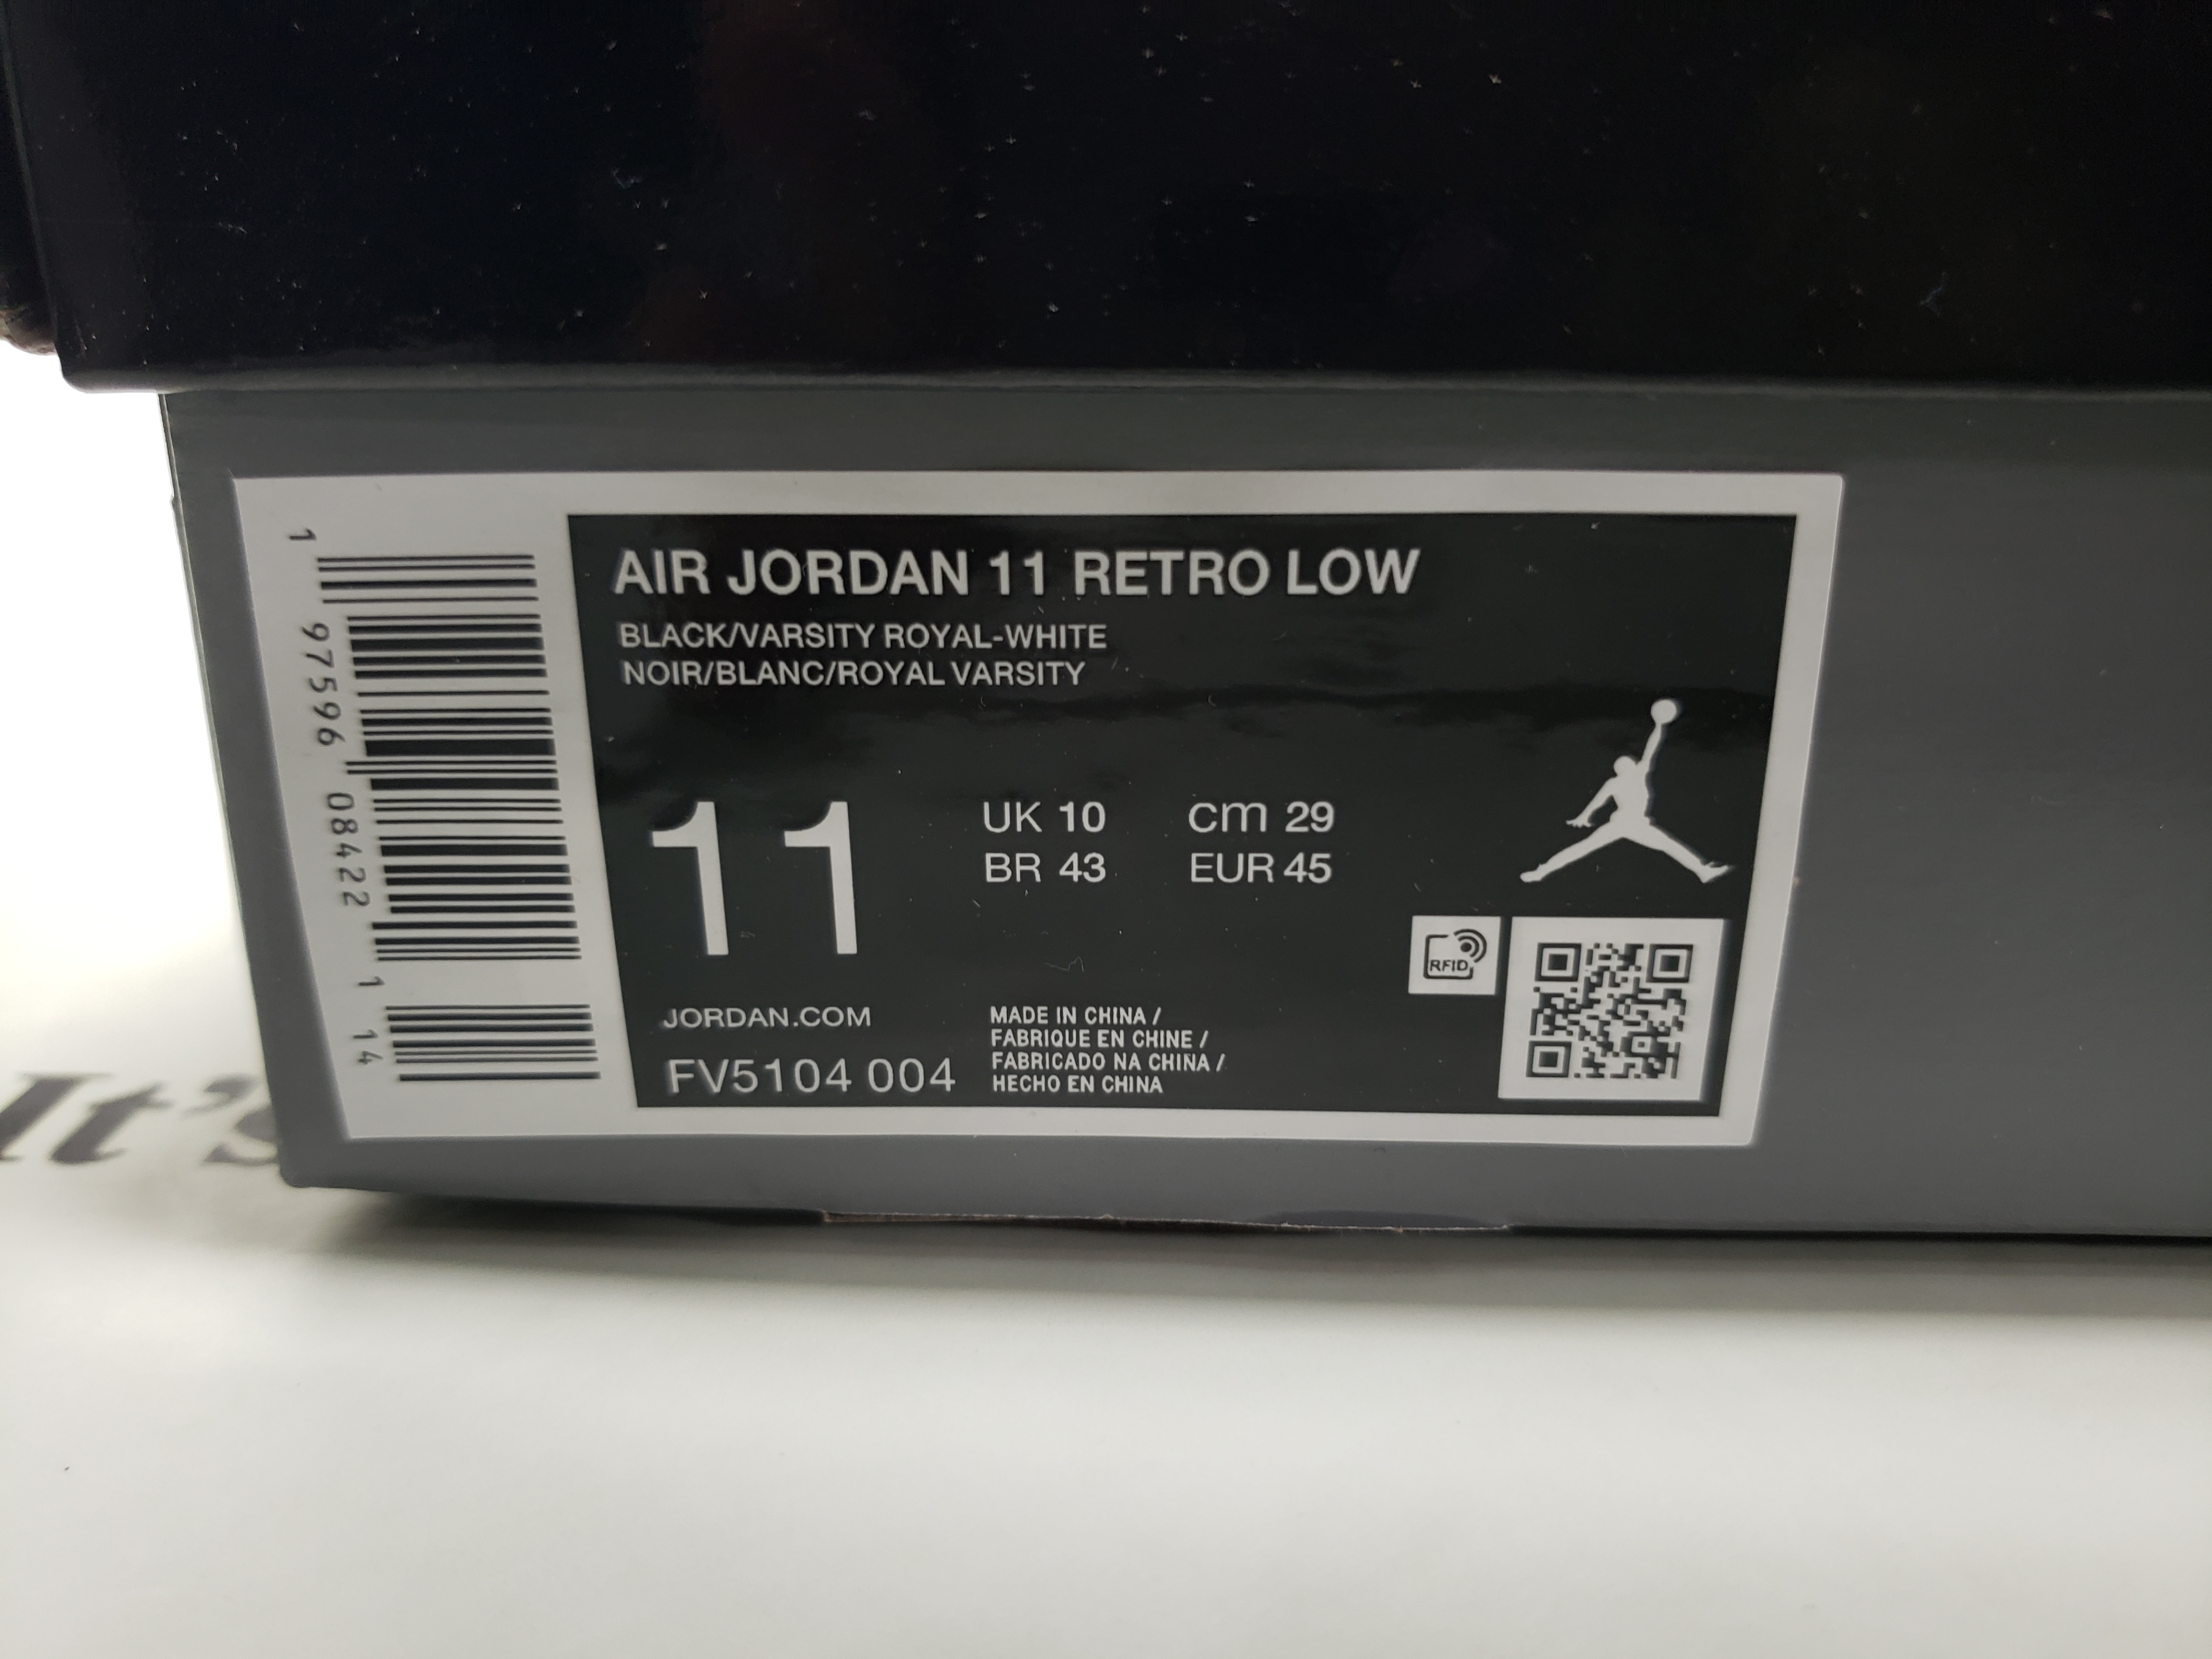 AIR JORDAN 11 RETRO LOW
BLACK/VARSITY ROYAL-WHITE
NOIR/BLANC/ROYAL VARSITY
11
UK 10 cm 29
BR 43 EUR 45
RFID
JORDAN.COM
FV5104 004
MADE IN CHINA /
FABRIQUE EN CHINE /
FABRICADO NA CHINA /
HECHO EN CHINA
1 97596 08422 1 14
It's